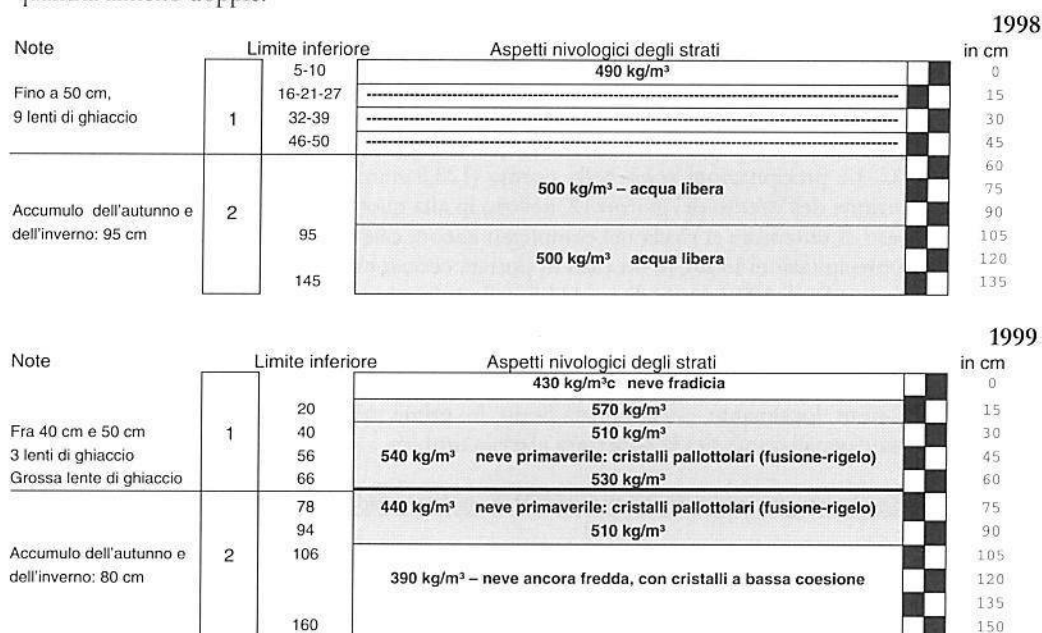 1998
Note Limite inferiore Aspetti nivologici degli strati in cm
5-10 490 kg/m³ 0
Fino a 50 cm, 16-21-27 15
9 lenti di ghiaccio 1 32-39 30
46-50 45
60
500 kg/m³ – acqua libera 75
Accumulo dell'autunno e 2 90
dell'inverno: 95 cm 95 105
500 kg/m³ acqua libera 120
145 135
1999
Note Limite inferiore Aspetti nivologici degli strati in cm
430 kg/m³c neve fradicia 0
20 570 kg/m³ 15
Fra 40 cm e 50 cm 1 40 510 kg/m³ 30
3 lenti di ghiaccio 56 540 kg/m³ neve primaverile: cristalli pallottolari (fusione-rigelo) 45
Grossa lente di ghiaccio 66 530 kg/m³ 60
78 440 kg/m³ neve primaverile: cristalli pallottolari (fusione-rigelo) 75
94 510 kg/m³ 90
Accumulo dell'autunno e 2 106 105
dell'inverno: 80 cm 390 kg/m³ – neve ancora fredda, con cristalli a bassa coesione 120
135
160 150